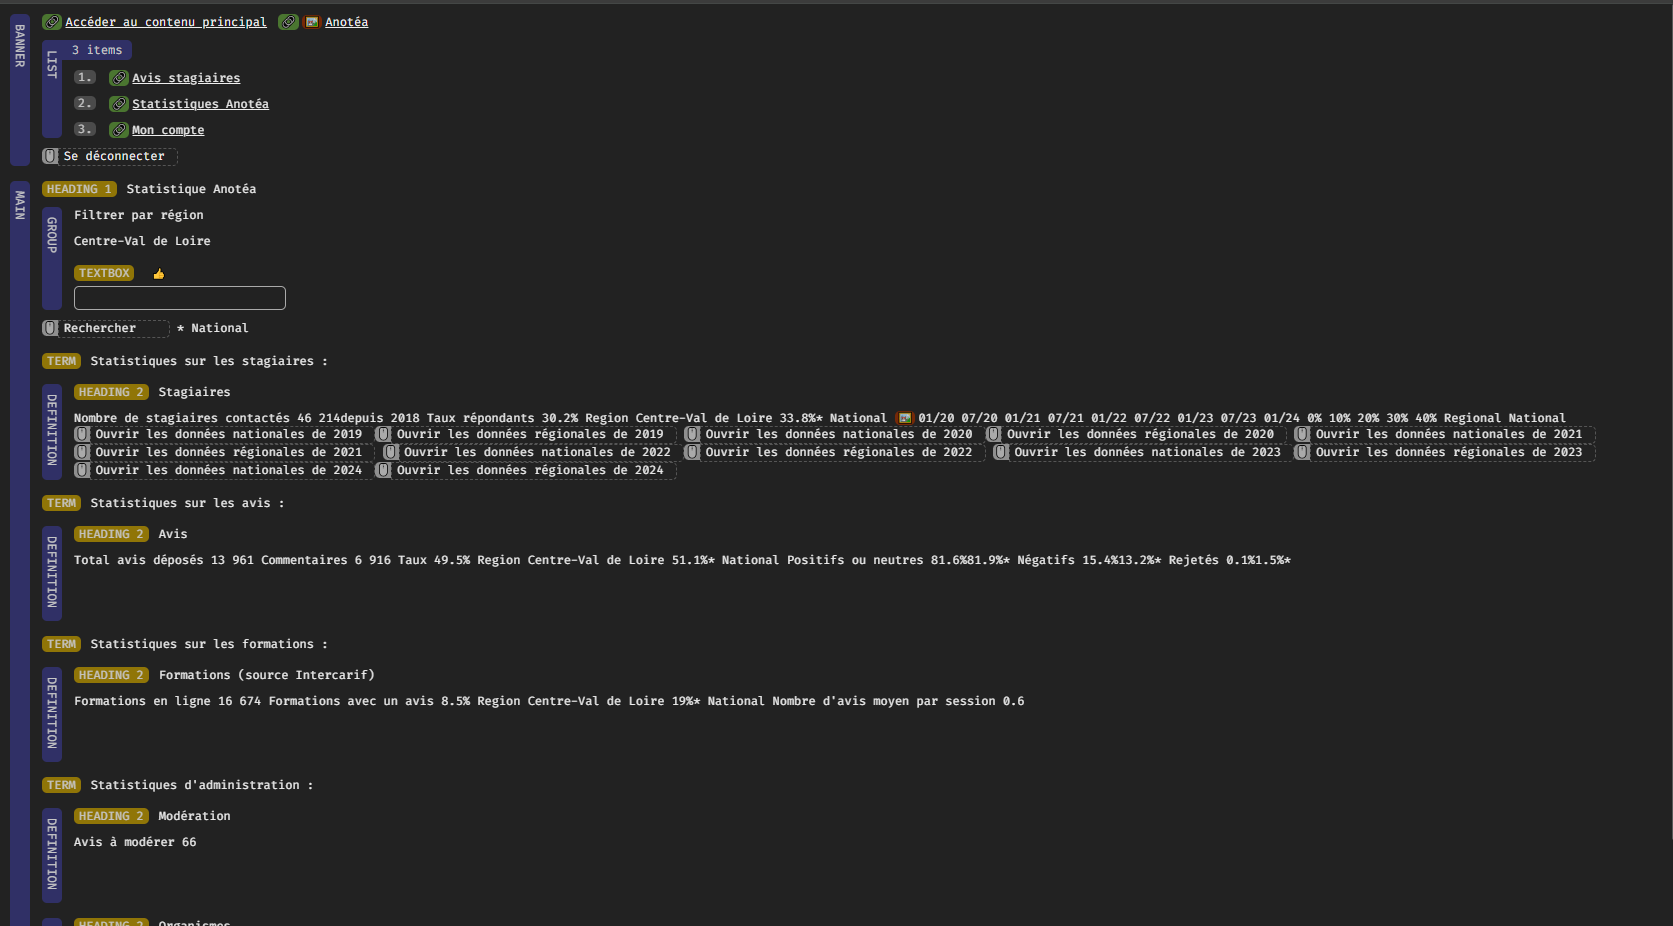 BANNER
Accéder au contenu principal Anotéa
LIST
3 items
1. Avis stagiaires
2. Statistiques Anotéa
3. Mon compte
Se déconnecter
MAIN
HEADING 1 Statistique Anotéa
GROUP
Filtrer par région
Centre-Val de Loire
TEXTBOX 👍
Rechercher * National
TERM Statistiques sur les stagiaires :
DEFINITION
HEADING 2 Stagiaires
Nombre de stagiaires contactés 46 214depuis 2018 Taux répondants 30.2% Region Centre-Val de Loire 33.8%* National 01/20 07/20 01/21 07/21 01/22 07/22 01/23 07/23 01/24 0% 10% 20% 30% 40% Regional National
Ouvrir les données nationales de 2019 Ouvrir les données régionales de 2019 Ouvrir les données nationales de 2020 Ouvrir les données régionales de 2020 Ouvrir les données nationales de 2021
Ouvrir les données régionales de 2021 Ouvrir les données nationales de 2022 Ouvrir les données régionales de 2022 Ouvrir les données nationales de 2023 Ouvrir les données régionales de 2023
Ouvrir les données nationales de 2024 Ouvrir les données régionales de 2024
TERM Statistiques sur les avis :
DEFINITION
HEADING 2 Avis
Total avis déposés 13 961 Commentaires 6 916 Taux 49.5% Region Centre-Val de Loire 51.1%* National Positifs ou neutres 81.6%81.9%* Négatifs 15.4%13.2%* Rejetés 0.1%1.5%*
TERM Statistiques sur les formations :
DEFINITION
HEADING 2 Formations (source Intercarif)
Formations en ligne 16 674 Formations avec un avis 8.5% Region Centre-Val de Loire 19%* National Nombre d'avis moyen par session 0.6
TERM Statistiques d'administration :
DEFINITION
HEADING 2 Modération
Avis à modérer 66
HEADING 2 Organismes